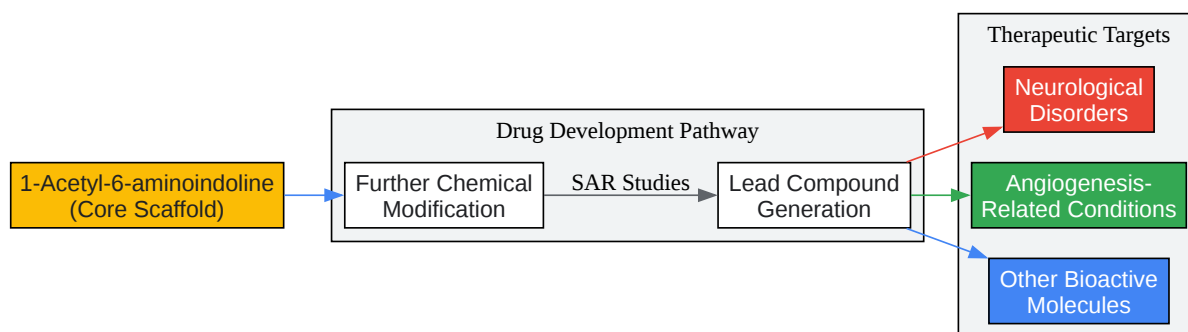 1-Acetyl-6-aminoindoline
(Core Scaffold)
Drug Development Pathway
Further Chemical
Modification
SAR Studies
Lead Compound
Generation
Therapeutic Targets
Neurological
Disorders
Angiogenesis-
Related Conditions
Other Bioactive
Molecules